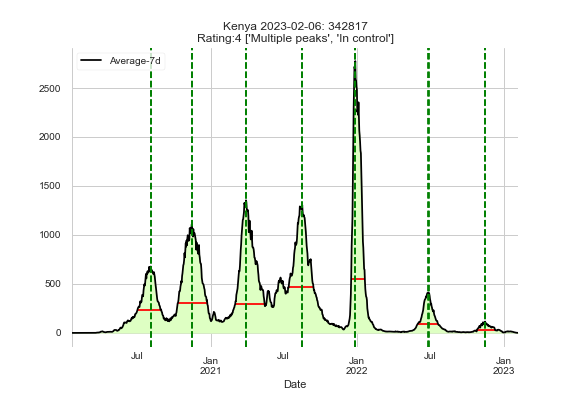 Kenya 2023-02-06: 342817
Rating:4 ['Multiple peaks', 'In control']
Average-7d
2500
2000
1500
1000
500
0
Jul
Jan
2021
Jul
Jan
2022
Jul
Jan
2023
Date